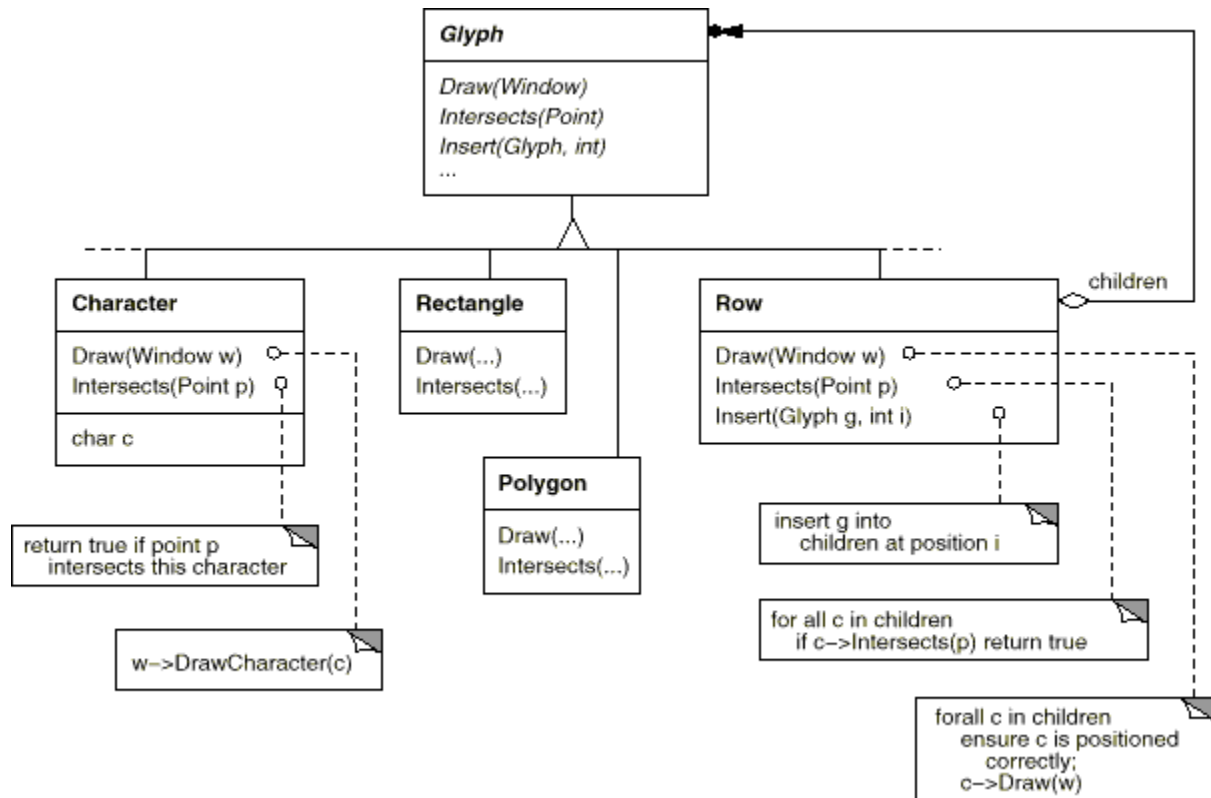 Glyph
Draw(Window)
Intersects(Point)
Insert(Glyph, int)
...
children
Character
Draw(Window w)
Intersects(Point p)
char c
Rectangle
Draw(...)
Intersects(...)
Row
Draw(Window w)
Intersects(Point p)
Insert(Glyph g, int i)
Polygon
Draw(...)
Intersects(...)
return true if point p
intersects this character
w->DrawCharacter(c)
insert g into
children at position i
for all c in children
if c->Intersects(p) return true
forall c in children
ensure c is positioned
correctly;
c->Draw(w)